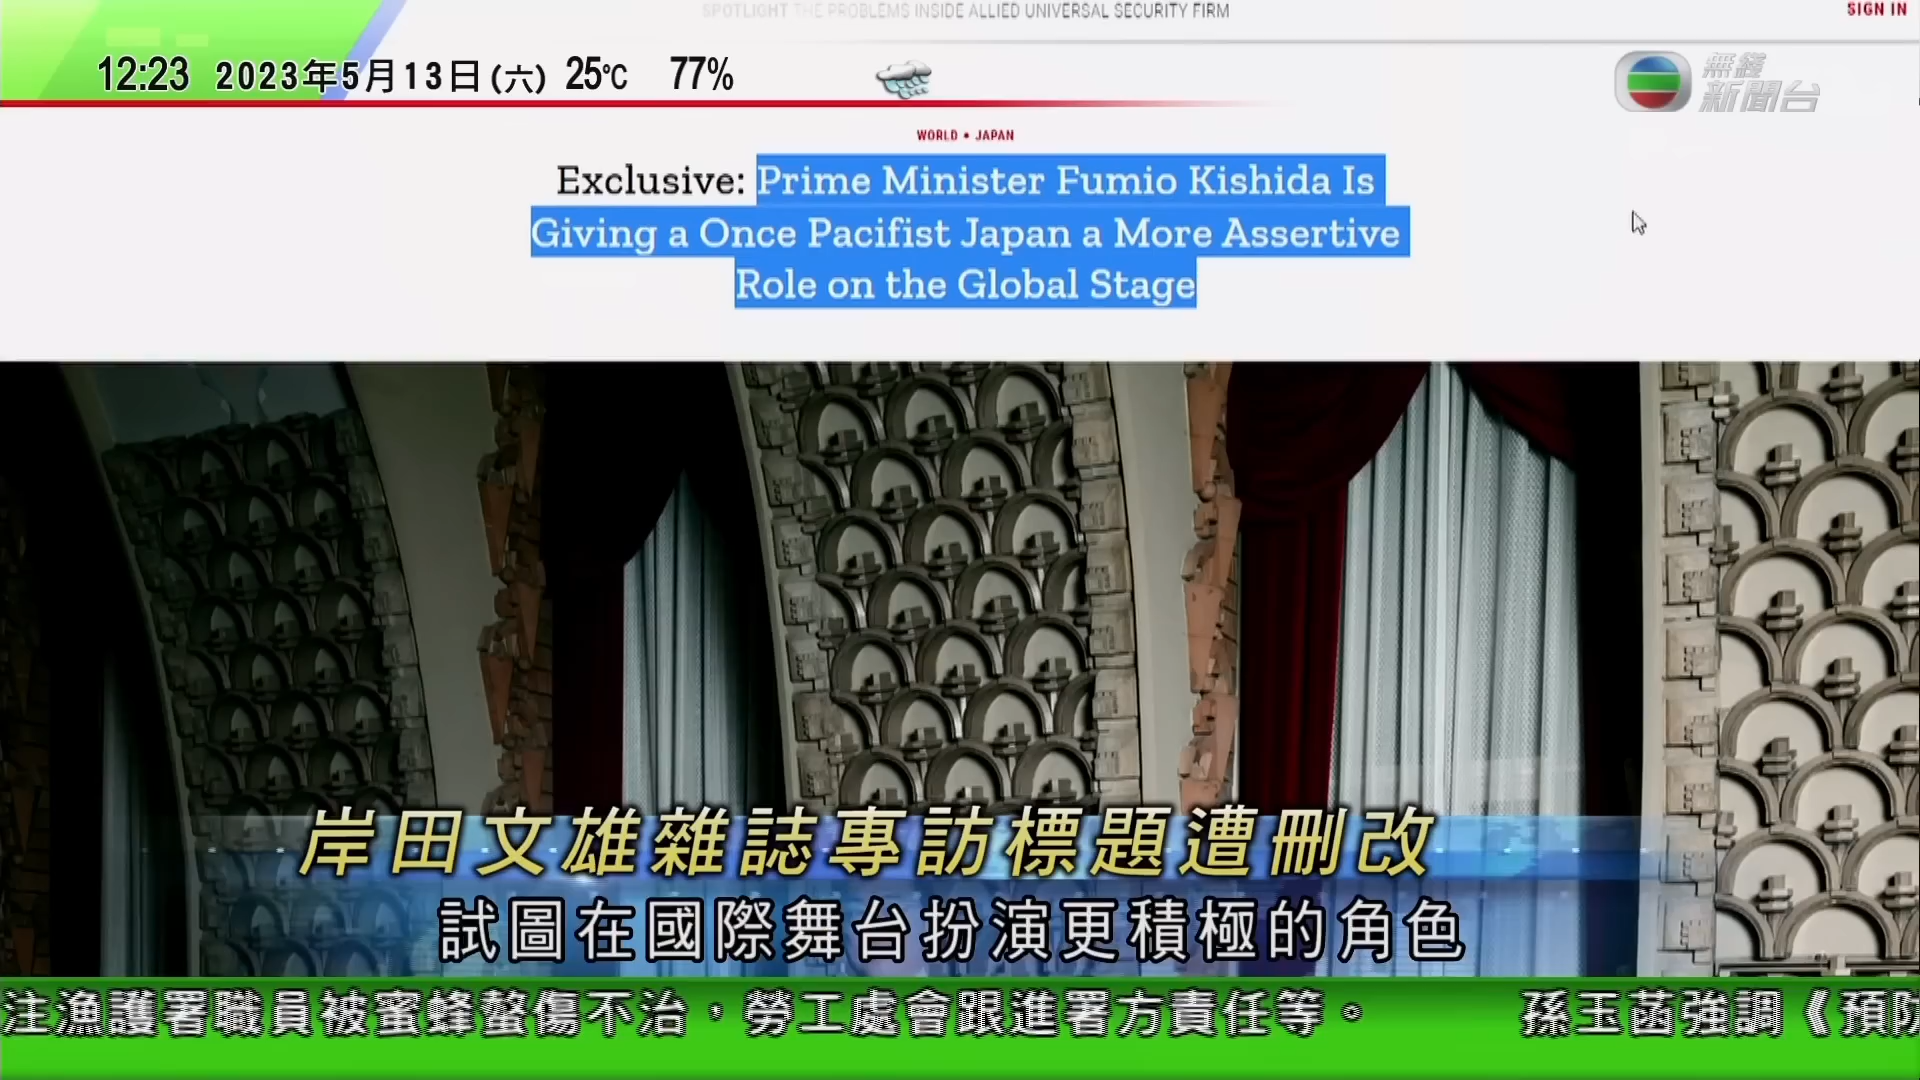 SPOTLIGHT THE PROBLEMS INSIDE ALLIED UNIVERSAL SECURITY FIRM
SIGN IN
12:23 2023年5月13日(六) 25℃ 77%
無綫
新聞台
WORLD • JAPAN
Exclusive: Prime Minister Fumio Kishida Is
Giving a Once Pacifist Japan a More Assertive
Role on the Global Stage
岸田文雄雜誌專訪標題遭刪改
試圖在國際舞台扮演更積極的角色
注漁護署職員被蜜蜂螫傷不治，勞工處會跟進署方責任等。 孫玉菡強調《預防